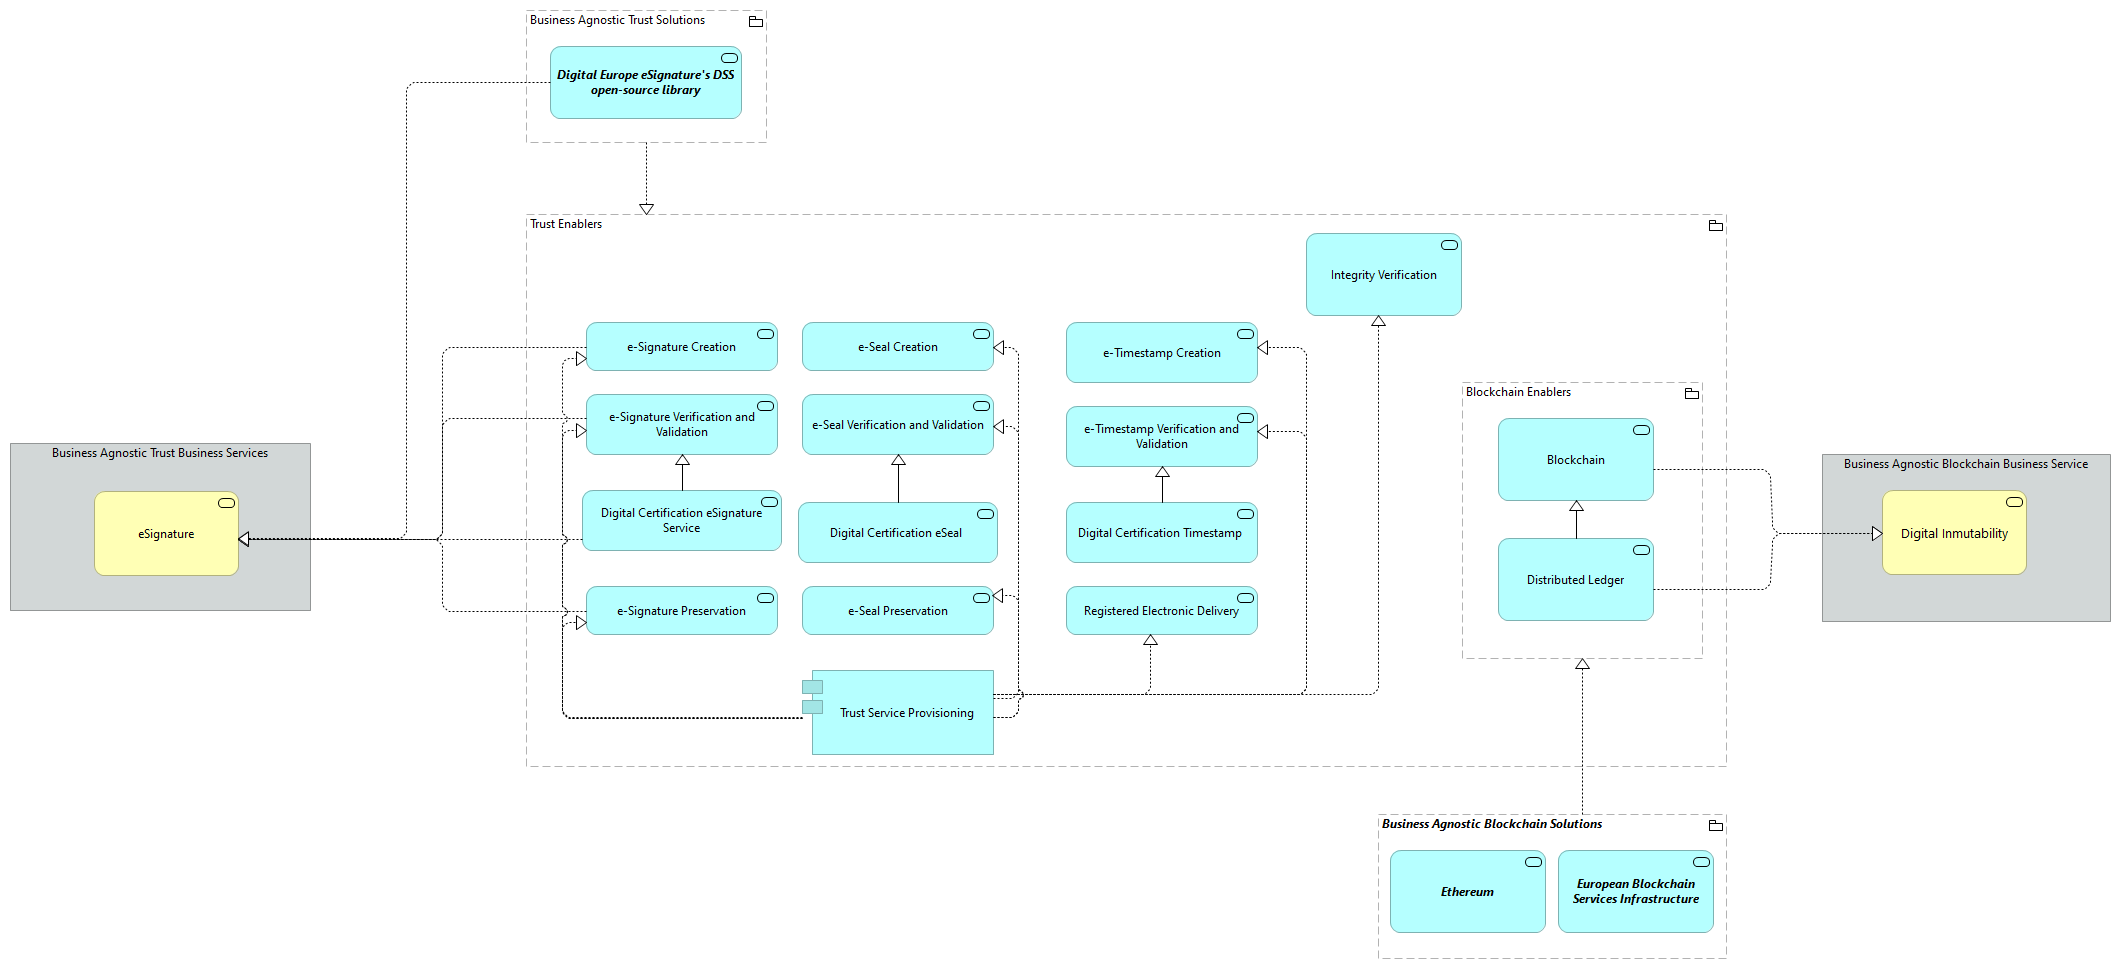 Business Agnostic Trust Solutions
Digital Europe eSignature's DSS
open-source library
Trust Enablers
Integrity Verification
e-Signature Creation
e-Seal Creation
e-Timestamp Creation
e-Signature Verification and
Validation
e-Seal Verification and Validation
e-Timestamp Verification and
Validation
Digital Certification eSignature
Service
Digital Certification eSeal
Digital Certification Timestamp
e-Signature Preservation
e-Seal Preservation
Registered Electronic Delivery
Trust Service Provisioning
Blockchain Enablers
Blockchain
Distributed Ledger
Business Agnostic Trust Business Services
eSignature
Business Agnostic Blockchain Business Service
Digital Inmutability
Business Agnostic Blockchain Solutions
Ethereum
European Blockchain
Services Infrastructure